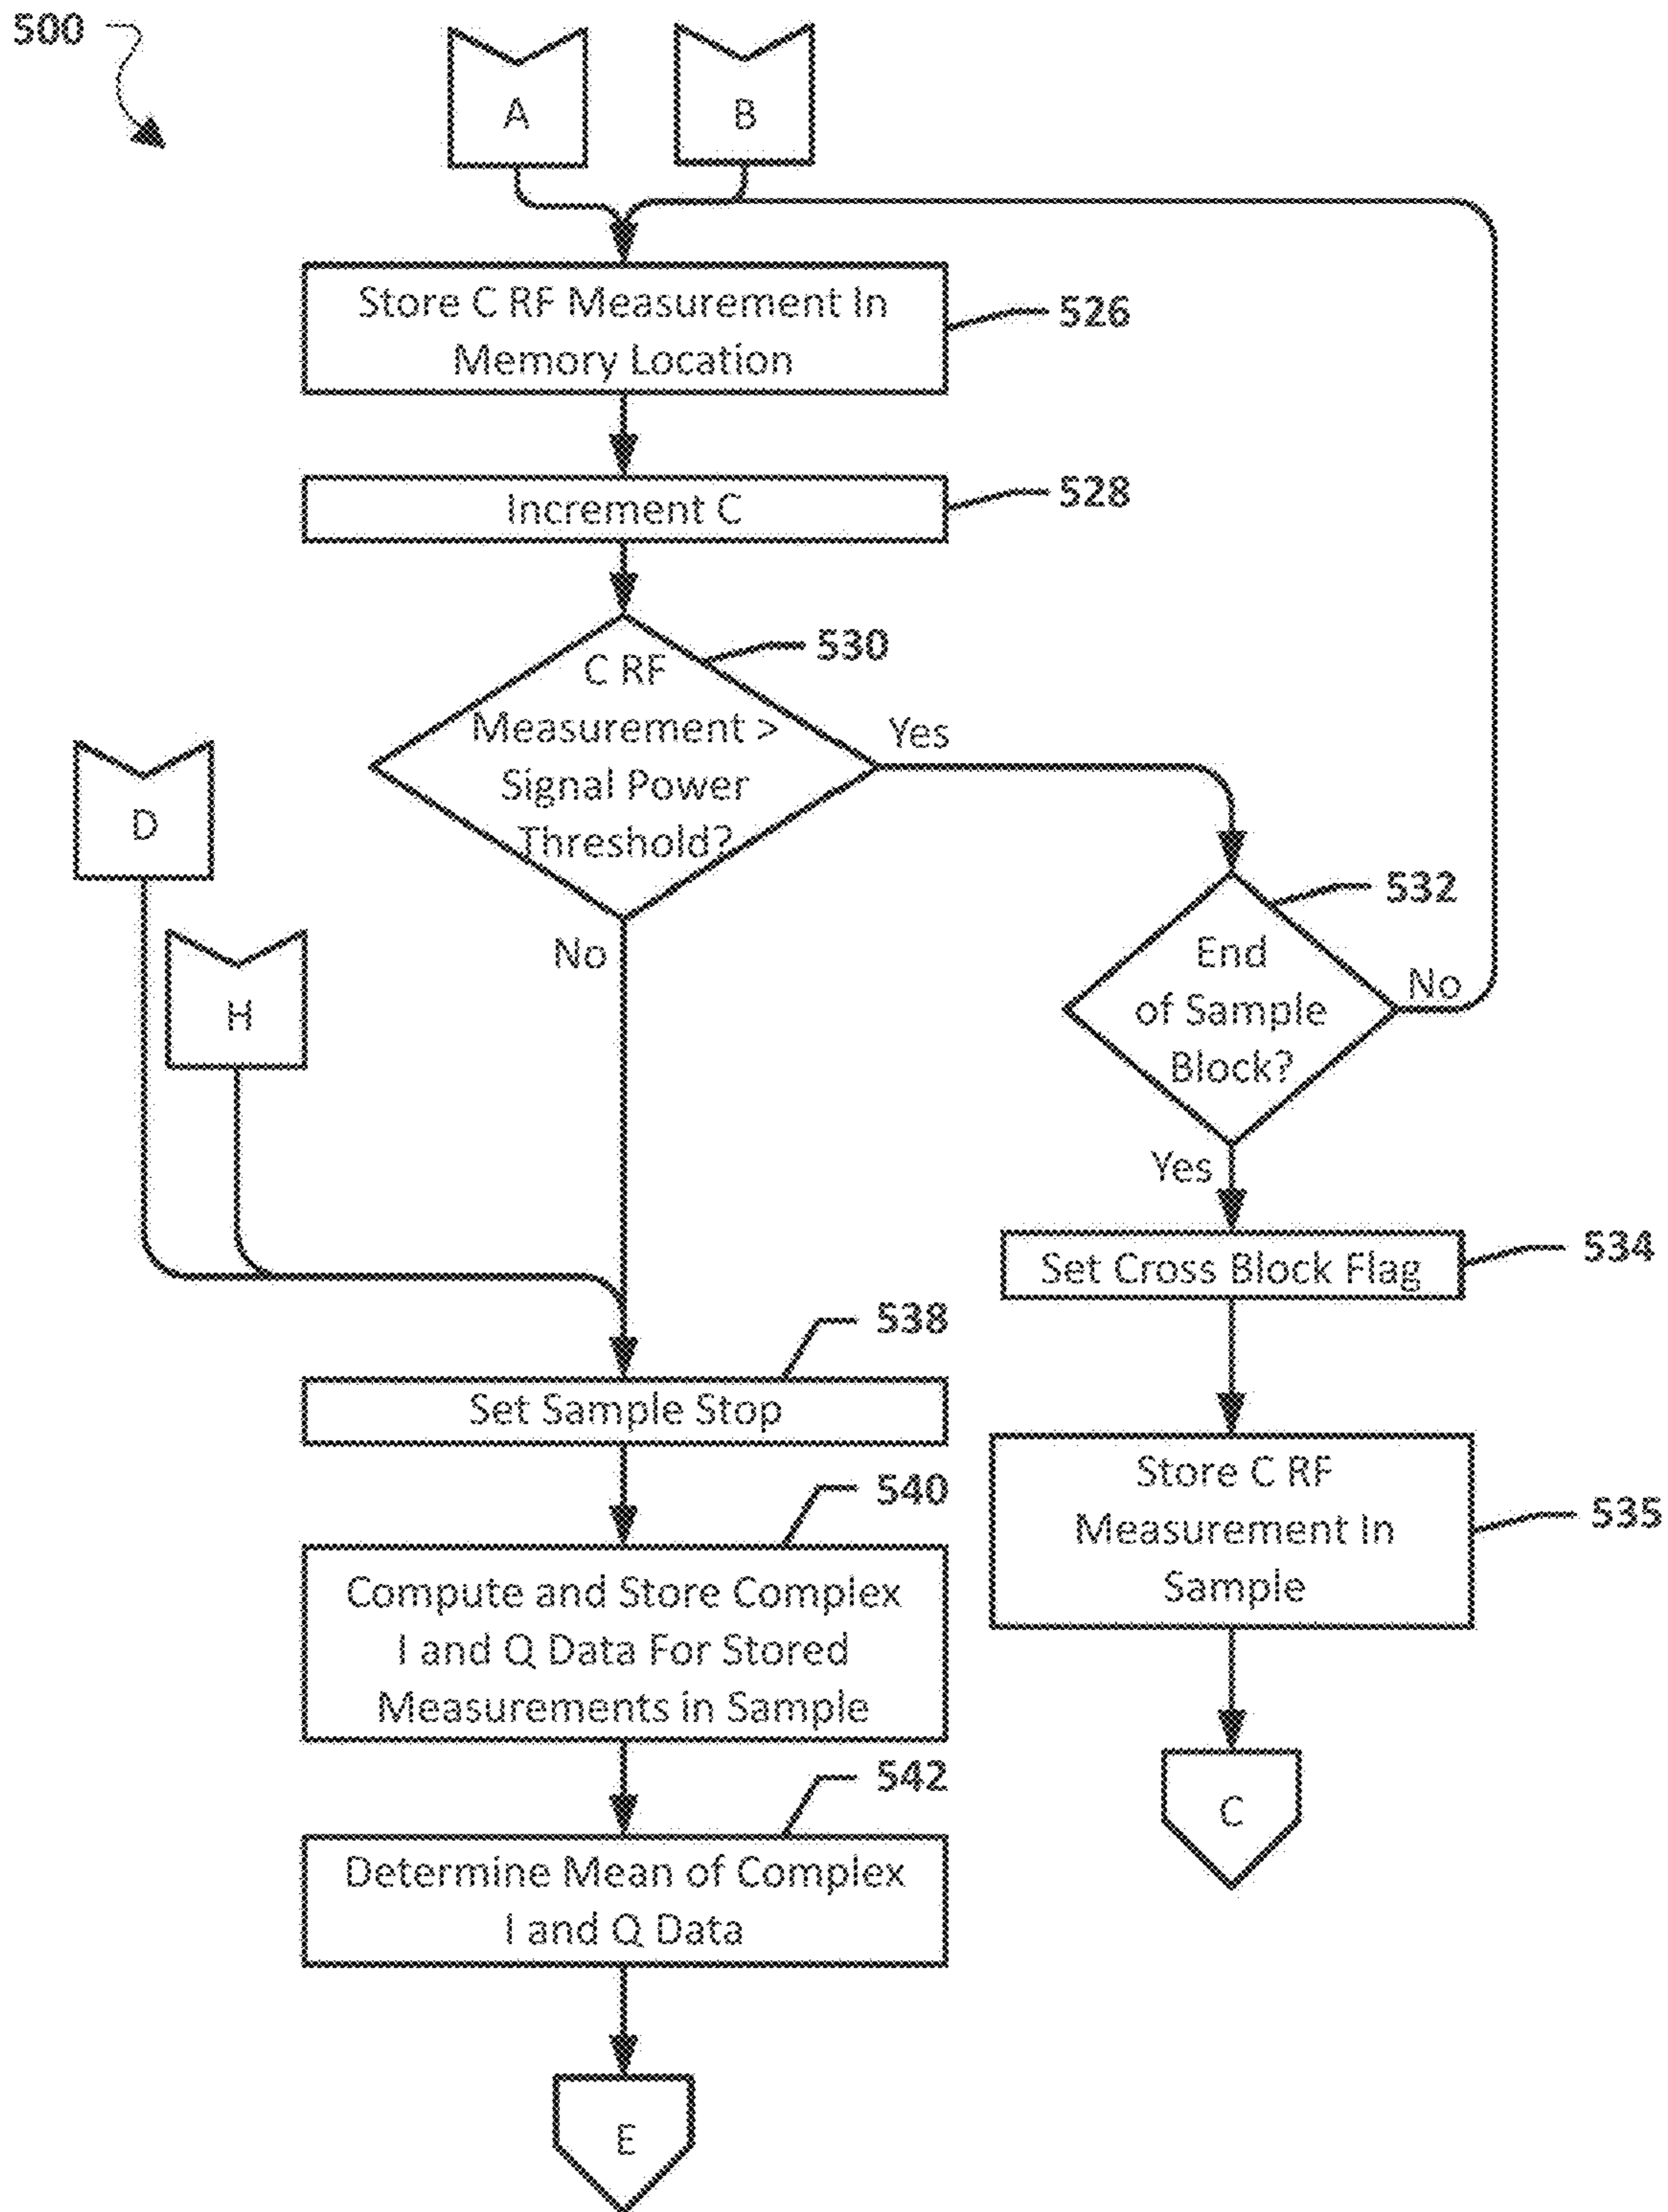 500
A
B
Store C RF Measurement In
Memory Location
526
Increment C
528
530
C RF
Measurement >
Signal Power
Threshold?
Yes
No
D
H
532
End
of Sample
Block?
No
Yes
Set Cross Block Flag
534
538
Set Sample Stop
Store C RF
Measurement In
Sample
535
540
Compute and Store Complex
I and Q Data For Stored
Measurements in Sample
C
542
Determine Mean of Complex
I and Q Data
E